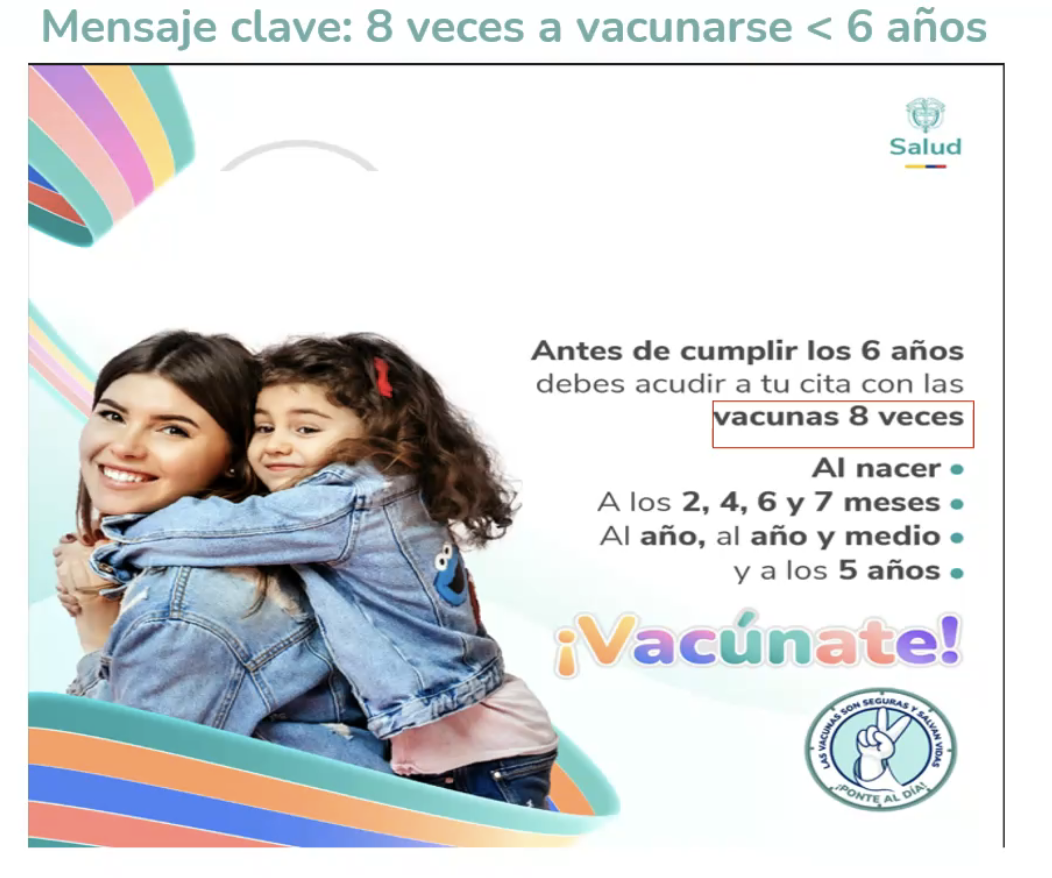 Mensaje clave: 8 veces a vacunarse < 6 años
Salud
Antes de cumplir los 6 años
debes acudir a tu cita con las
vacunas 8 veces
Al nacer •
A los 2, 4, 6 y 7 meses •
Al año, al año y medio •
y a los 5 años •
¡Vacúnate!
LAS VACUNAS SON SEGURAS Y SALVAN VIDAS
¡PONTE AL DÍA!